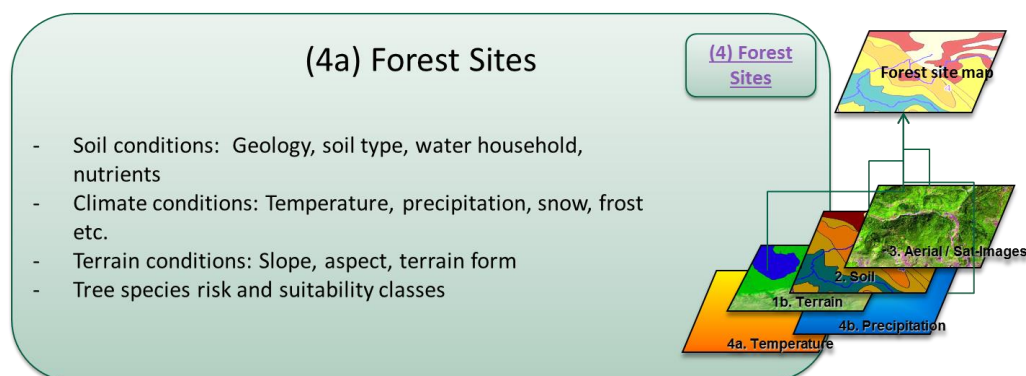 (4a) Forest Sites
(4) Forest
Sites
- Soil conditions:  Geology, soil type, water household,
nutrients
- Climate conditions: Temperature, precipitation, snow, frost
etc.
- Terrain conditions: Slope, aspect, terrain form
- Tree species risk and suitability classes
Forest site map
3. Aerial / Sat-Images
2. Soil
1b. Terrain
4b. Precipitation
4a. Temperature